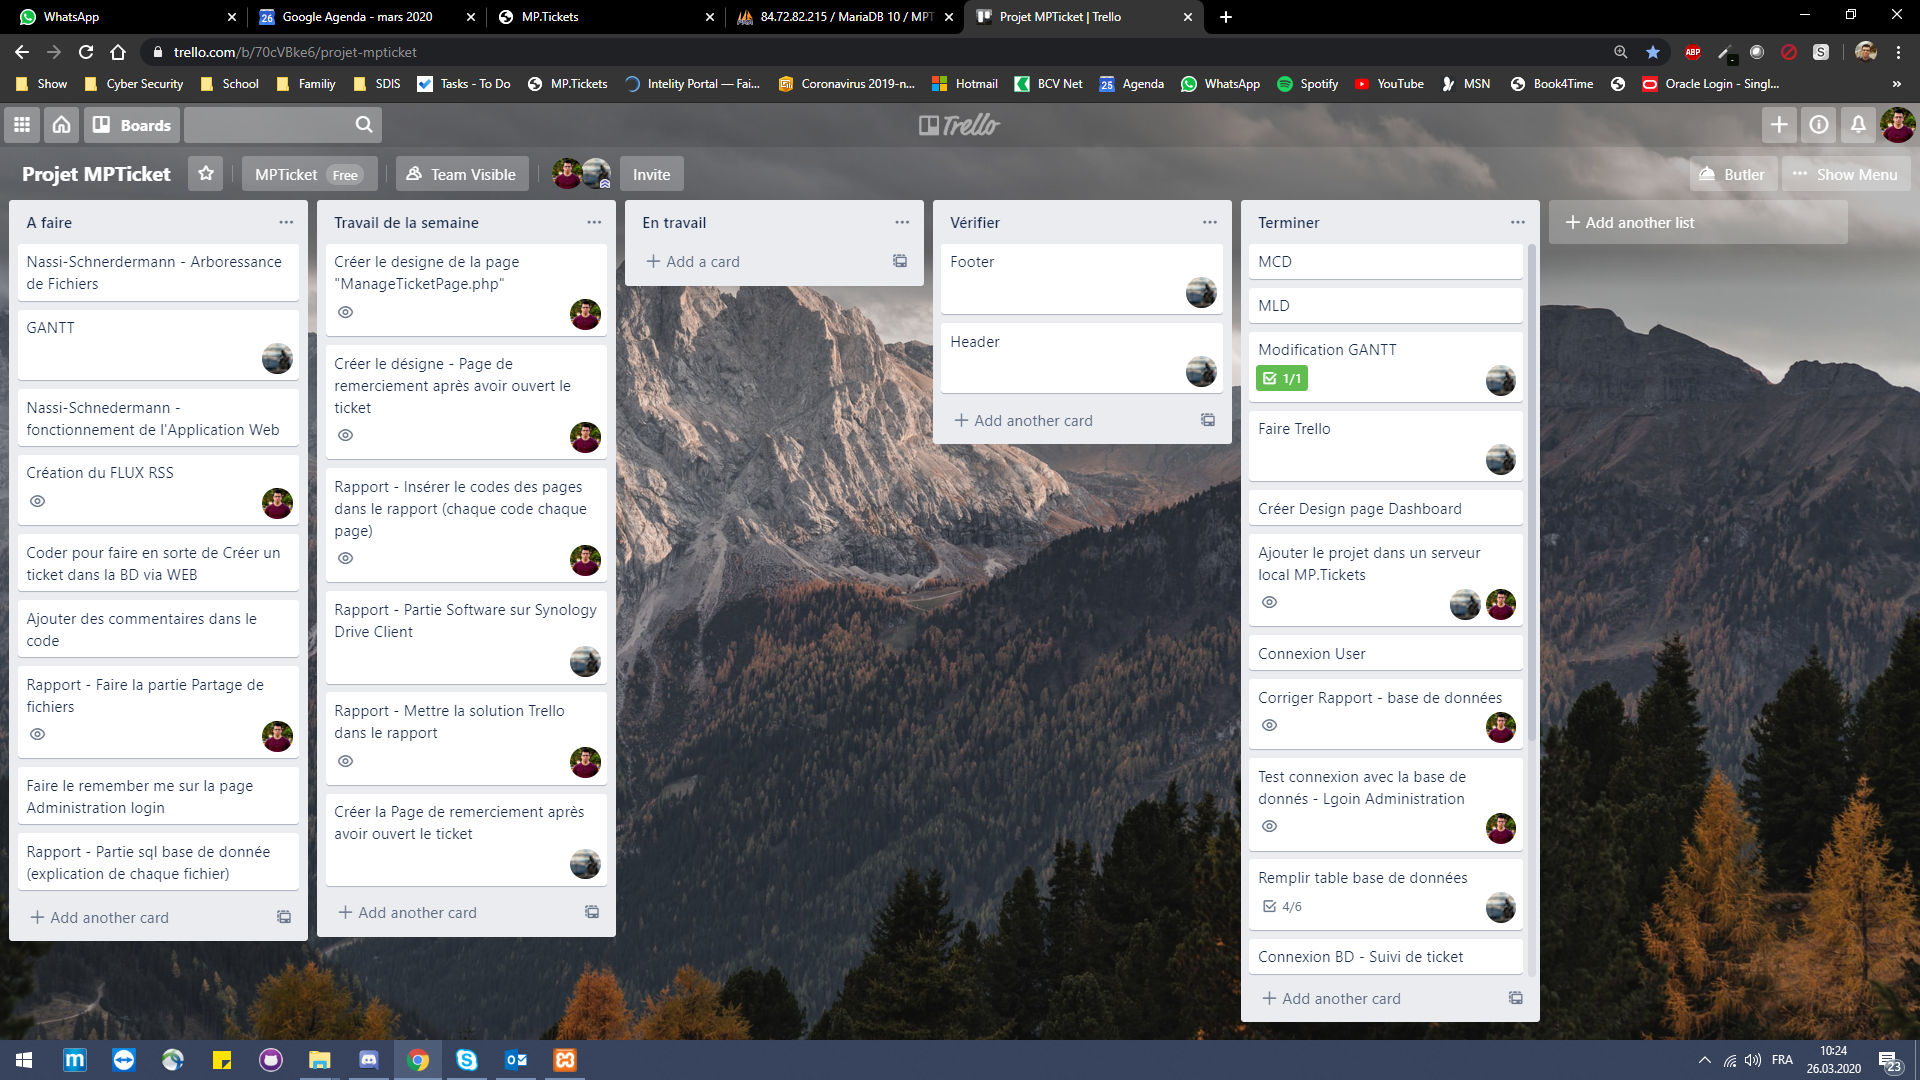 WhatsApp
Google Agenda - mars 2020
MP.Tickets
84.72.82.215 / MariaDB 10 / MPT
Projet MPTicket | Trello
trello.com/b/70cVBke6/projet-mpticket
ABP
S
Show
Cyber Security
School
Familiy
SDIS
Tasks - To Do
MP.Tickets
Intelity Portal — Fai...
Coronavirus 2019-n...
Hotmail
BCV Net
25 Agenda
WhatsApp
Spotify
YouTube
MSN
Book4Time
Oracle Login - Singl...
Boards
Trello
Projet MPTicket
MPTicket Free
Team Visible
Invite
Butler
Show Menu
A faire
Nassi-Schnerdermann - Arboressance
de Fichiers
GANTT
Nassi-Schnedermann -
fonctionnement de l'Application Web
Création du FLUX RSS
Coder pour faire en sorte de Créer un
ticket dans la BD via WEB
Ajouter des commentaires dans le
code
Rapport - Faire la partie Partage de
fichiers
Faire le remember me sur la page
Administration login
Rapport - Partie sql base de donnée
(explication de chaque fichier)
Add another card
Travail de la semaine
Créer le designe de la page
"ManageTicketPage.php"
Créer le désigne - Page de
remerciement après avoir ouvert le
ticket
Rapport - Insérer le codes des pages
dans le rapport (chaque code chaque
page)
Rapport - Partie Software sur Synology
Drive Client
Rapport - Mettre la solution Trello
dans le rapport
Créer la Page de remerciement après
avoir ouvert le ticket
Add another card
En travail
Add a card
Vérifier
Footer
Header
Add another card
Terminer
MCD
MLD
Modification GANTT
1/1
Faire Trello
Créer Design page Dashboard
Ajouter le projet dans un serveur
local MP.Tickets
Connexion User
Corriger Rapport - base de données
Test connexion avec la base de
donnés - Lgoin Administration
Remplir table base de données
4/6
Connexion BD - Suivi de ticket
Add another card
Add another list
FRA
10:24
26.03.2020
23